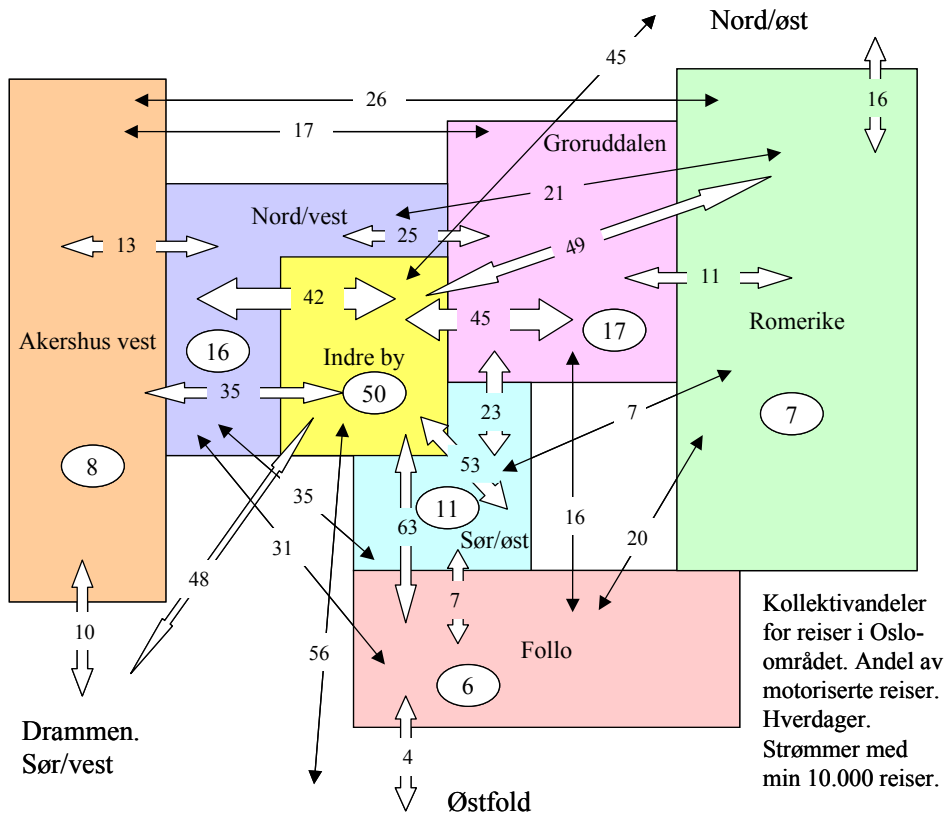 Nord/øst
45
26
16
17
Groruddalen
21
Nord/vest
25
13
49
11
42
45
17
Romerike
Akershus vest
16
Indre by
35
50
23
7
7
8
53
35
11
16
63
Sør/øst
20
31
48
7
10
Follo
56
6
4
Drammen.
Sør/vest
Østfold
Kollektivandeler
for reiser i Oslo-
området. Andel av
motoriserte reiser.
Hverdager.
Strømmer med
min 10.000 reiser.